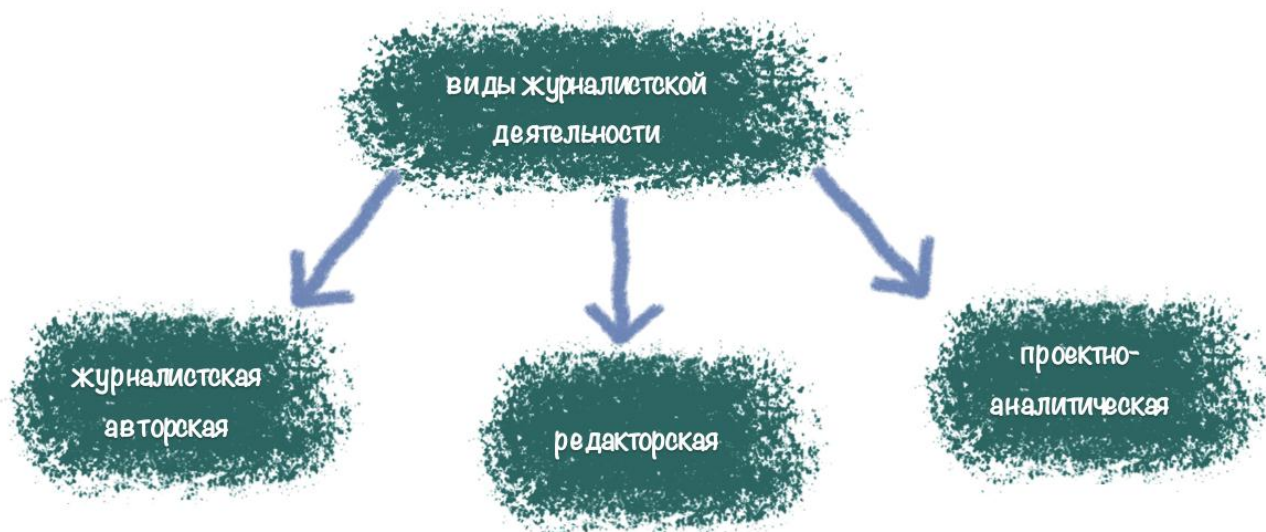 виды журналистской
деятельности
журналистская
авторская
редакторская
проектно-
аналитическая